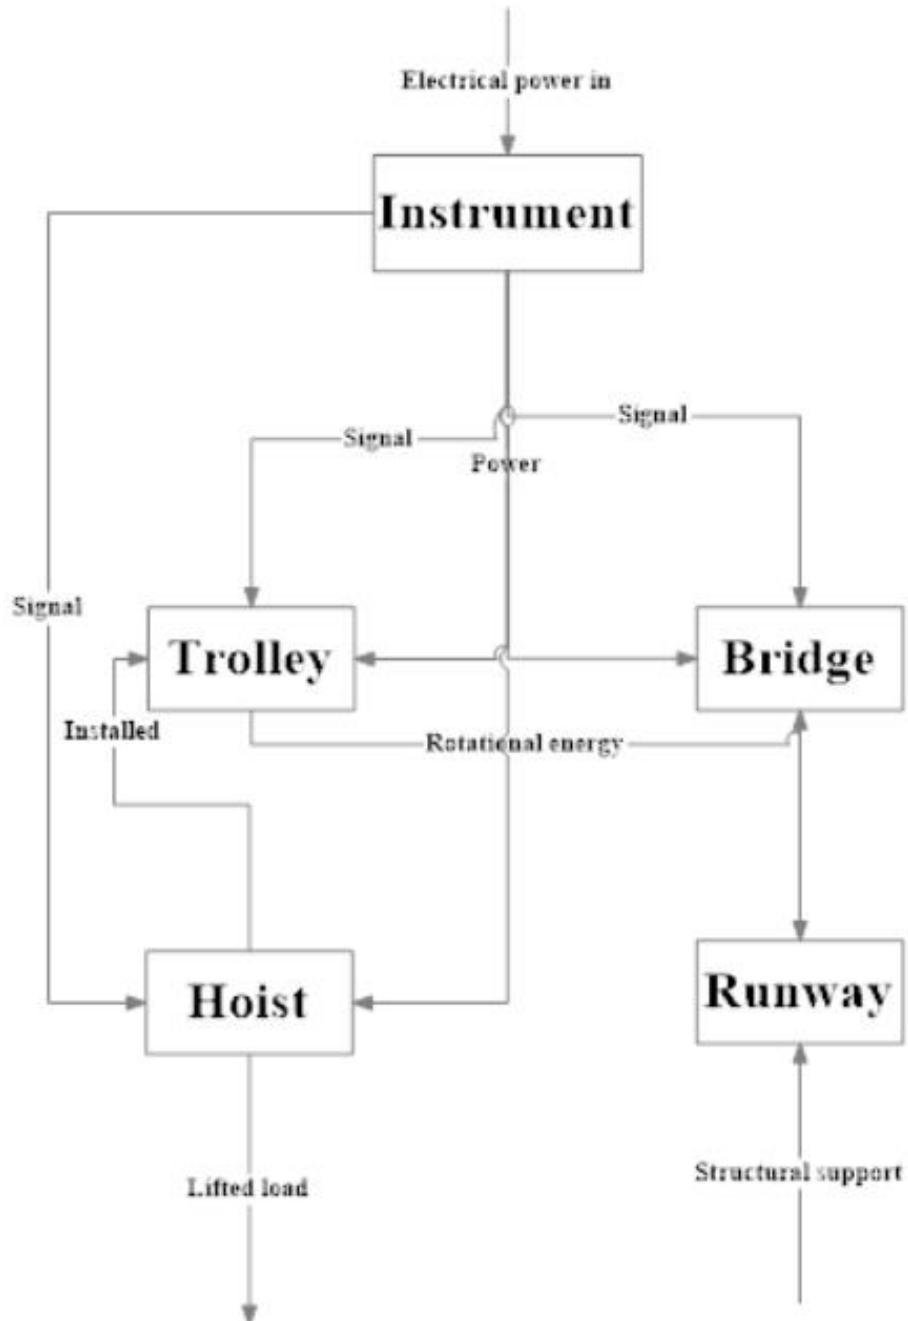 Electrical power in
Instrument
Signal
Signal
Power
Signal
Trolley
Bridge
Installed
Rotational energy
Hoist
Runway
Lifted load
Structural support